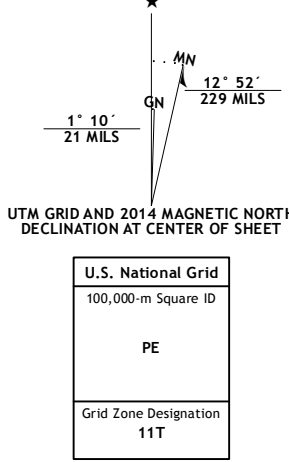 MN
12° 52´
229 MILS
GN
1° 10´
21 MILS
UTM GRID AND 2014 MAGNETIC NORTH
DECLINATION AT CENTER OF SHEET
U.S. National Grid
100,000-m Square ID
PE
Grid Zone Designation
11T